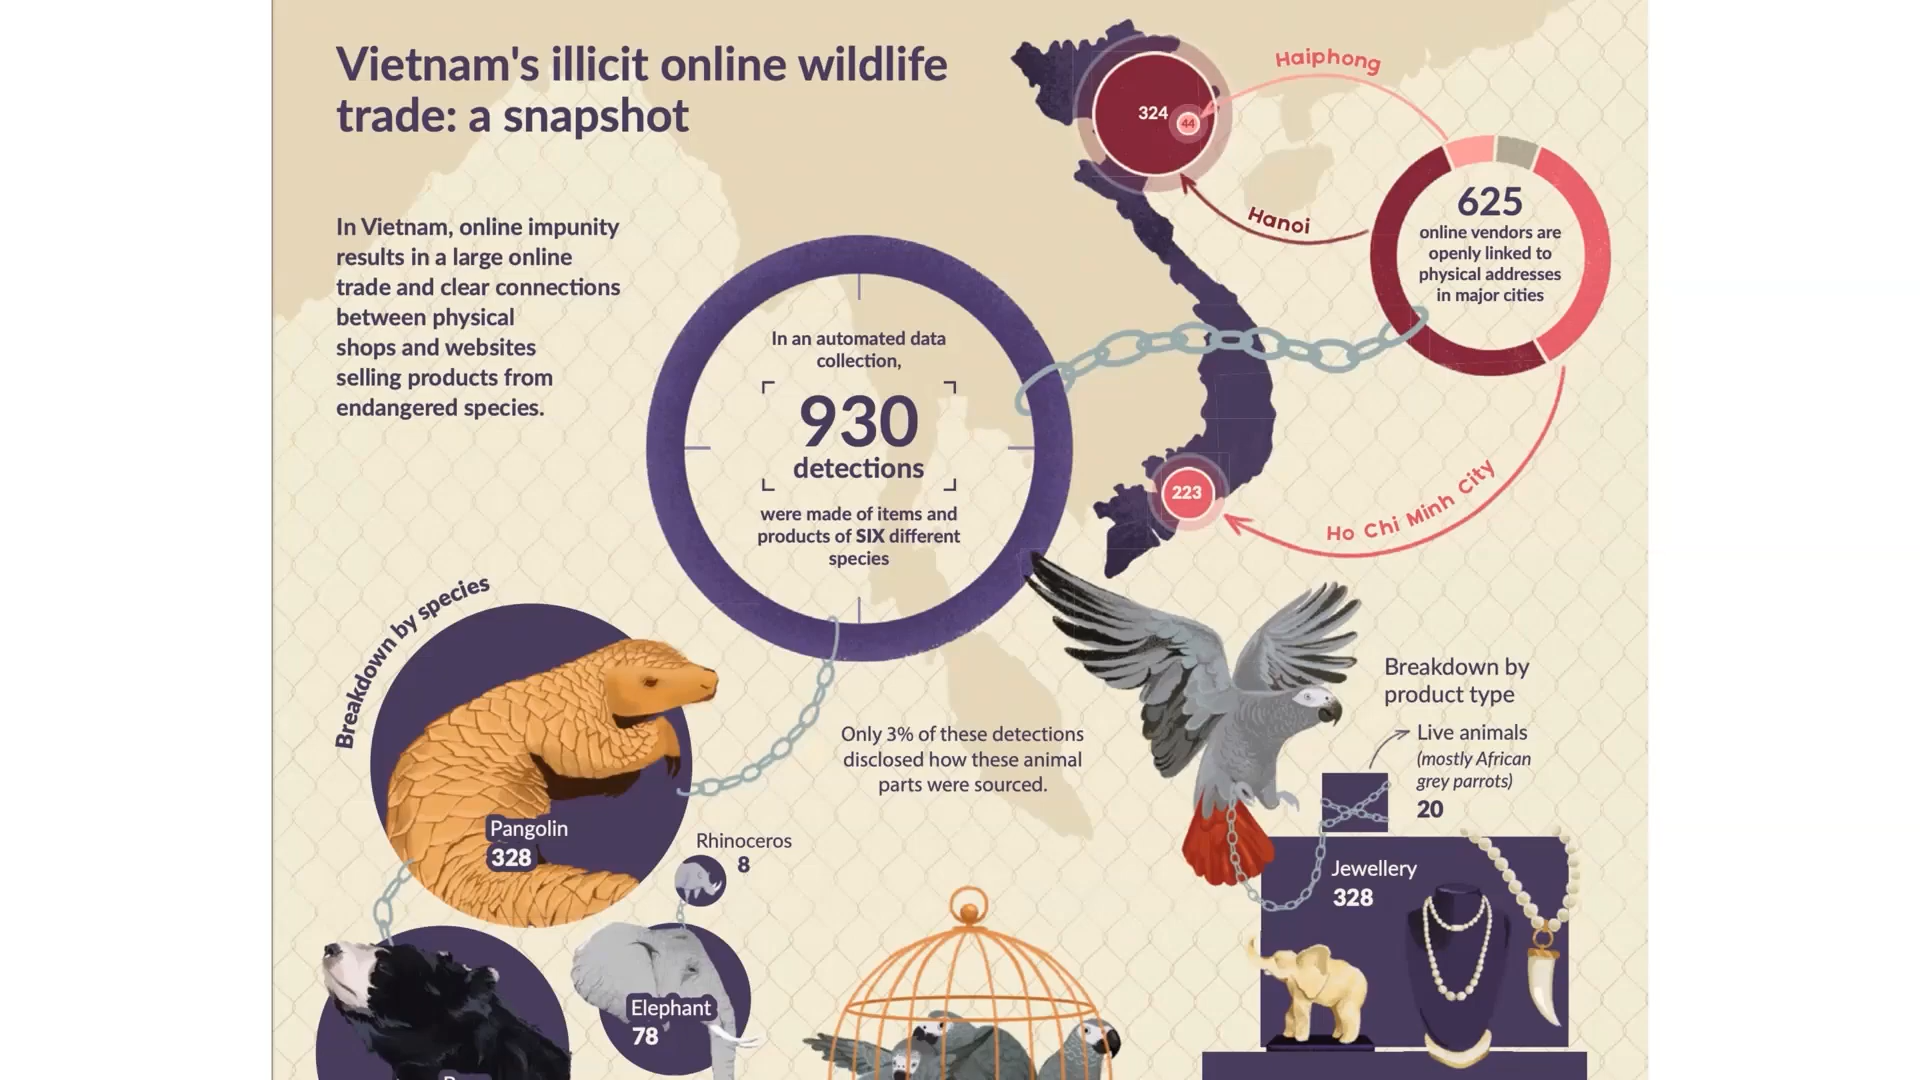 Vietnam's illicit online wildlife
trade: a snapshot
In Vietnam, online impunity
results in a large online
trade and clear connections
between physical
shops and websites
selling products from
endangered species.
Haiphong
324
44
Hanoi
625
online vendors are
openly linked to
physical addresses
in major cities
In an automated data
collection,
930
detections
were made of items and
products of SIX different
species
223
Ho Chi Minh City
Breakdown by species
Pangolin
328
Rhinoceros
8
Elephant
78
Only 3% of these detections
disclosed how these animal
parts were sourced.
Breakdown by
product type
Live animals
(mostly African
grey parrots)
20
Jewellery
328